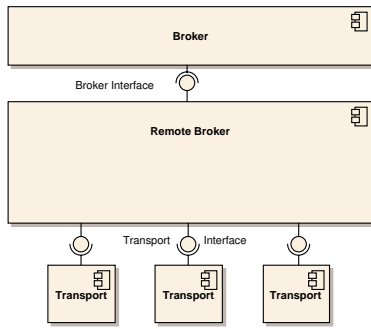 Broker
Broker Interface
Remote Broker
Transport Interface
Transport Transport Transport